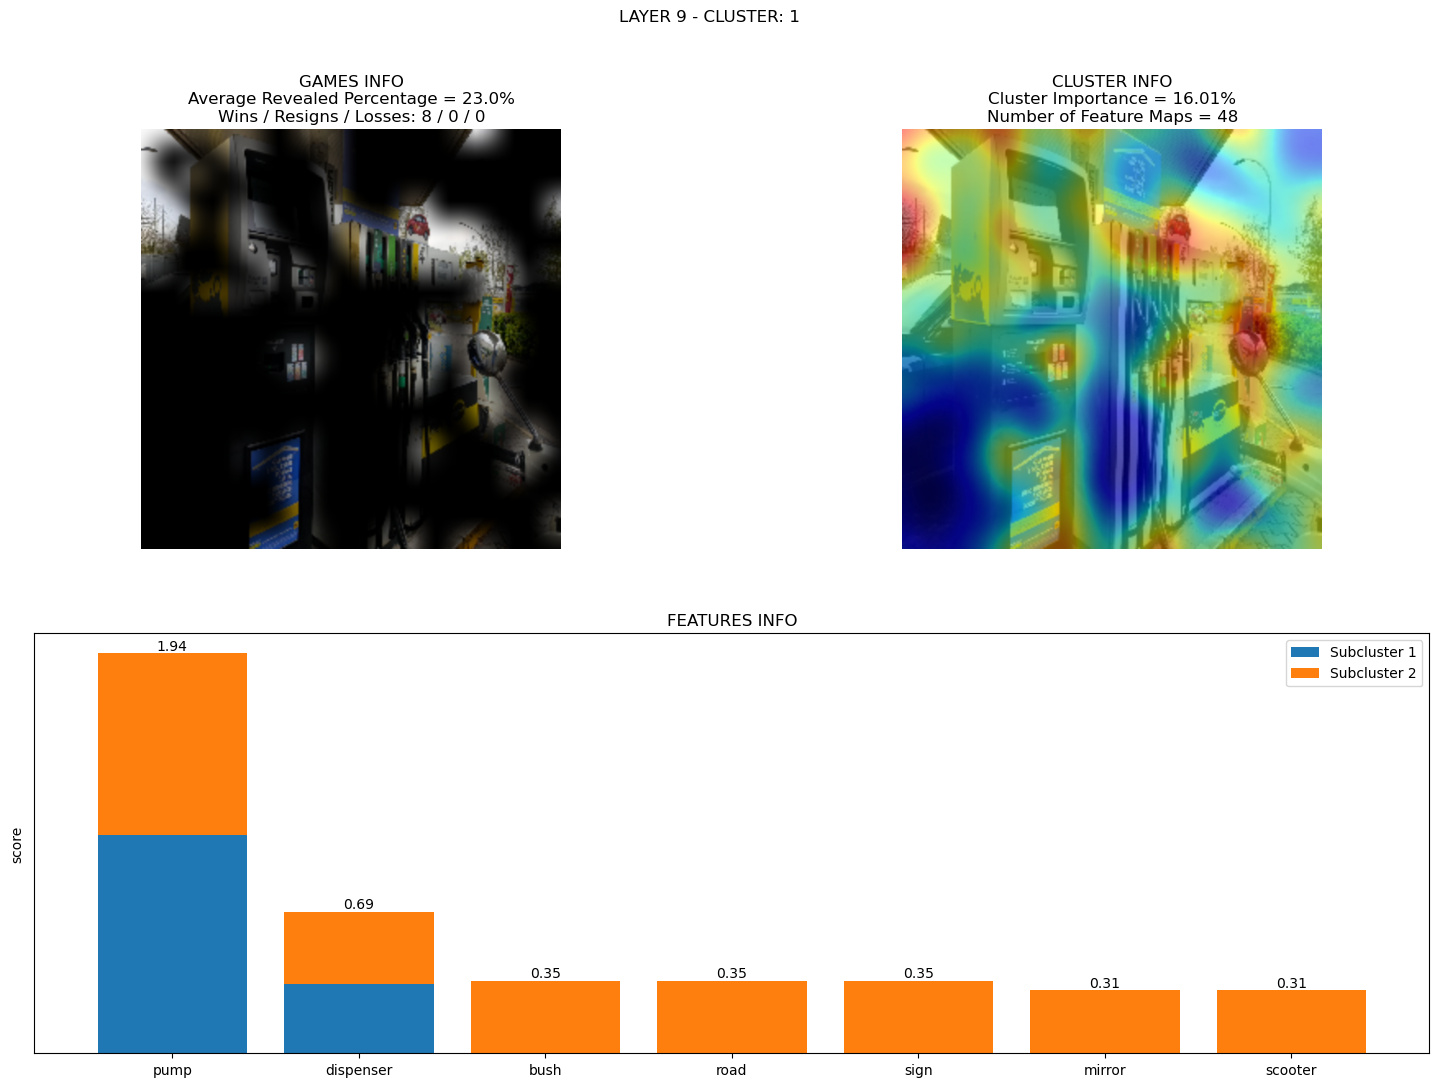 LAYER 9 - CLUSTER: 1
GAMES INFO
Average Revealed Percentage = 23.0%
Wins / Resigns / Losses: 8 / 0 / 0
CLUSTER INFO
Cluster Importance = 16.01%
Number of Feature Maps = 48
FEATURES INFO
Subcluster 1
Subcluster 2
score
1.94
0.69
0.35
0.35
0.35
0.31
0.31
pump
dispenser
bush
road
sign
mirror
scooter